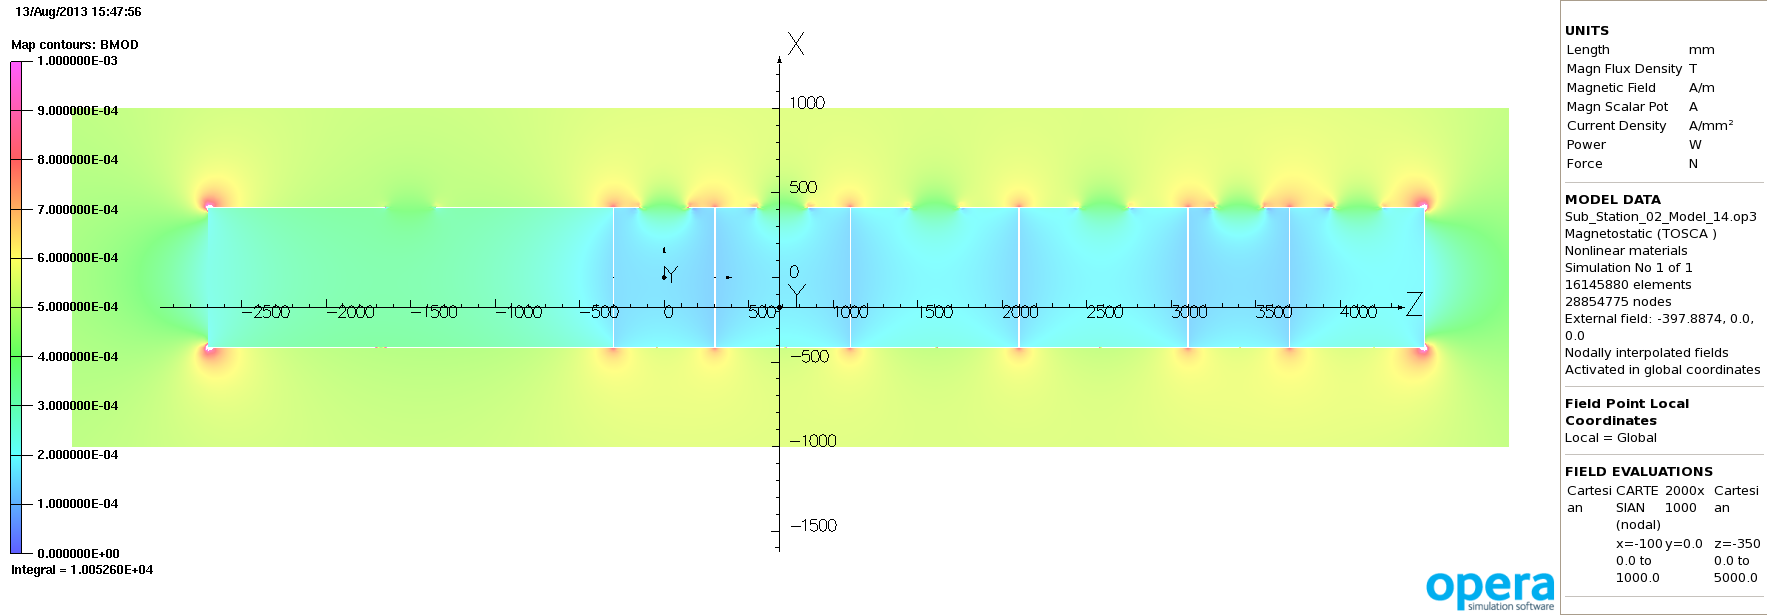 13/Aug/2013 15:47:56
Map contours: BMOD
1.000000E-03
9.000000E-04
8.000000E-04
7.000000E-04
6.000000E-04
5.000000E-04
4.000000E-04
3.000000E-04
2.000000E-04
1.000000E-04
0.000000E+00
Integral = 1.005260E+04
X
1000
500
0
Y
Y
−2500 −2000 −1500 −1000 −500 0 500 1000 1500 2000 2500 3000 3500 4000 Z
−500
−1000
−1500
opera
simulation software
UNITS
Length mm
Magn Flux Density T
Magnetic Field A/m
Magn Scalar Pot A
Current Density A/mm²
Power W
Force N
MODEL DATA
Sub_Station_02_Model_14.op3
Magnetostatic (TOSCA )
Nonlinear materials
Simulation No 1 of 1
16145880 elements
28854775 nodes
External field: -397.8874, 0.0,
0.0
Nodally interpolated fields
Activated in global coordinates
Field Point Local
Coordinates
Local = Global
FIELD EVALUATIONS
Cartesi CARTE 2000x Cartesi
an SIAN 1000 an
(nodal)
x=-100 y=0.0 z=-350
0.0 to 0.0 to
1000.0 5000.0